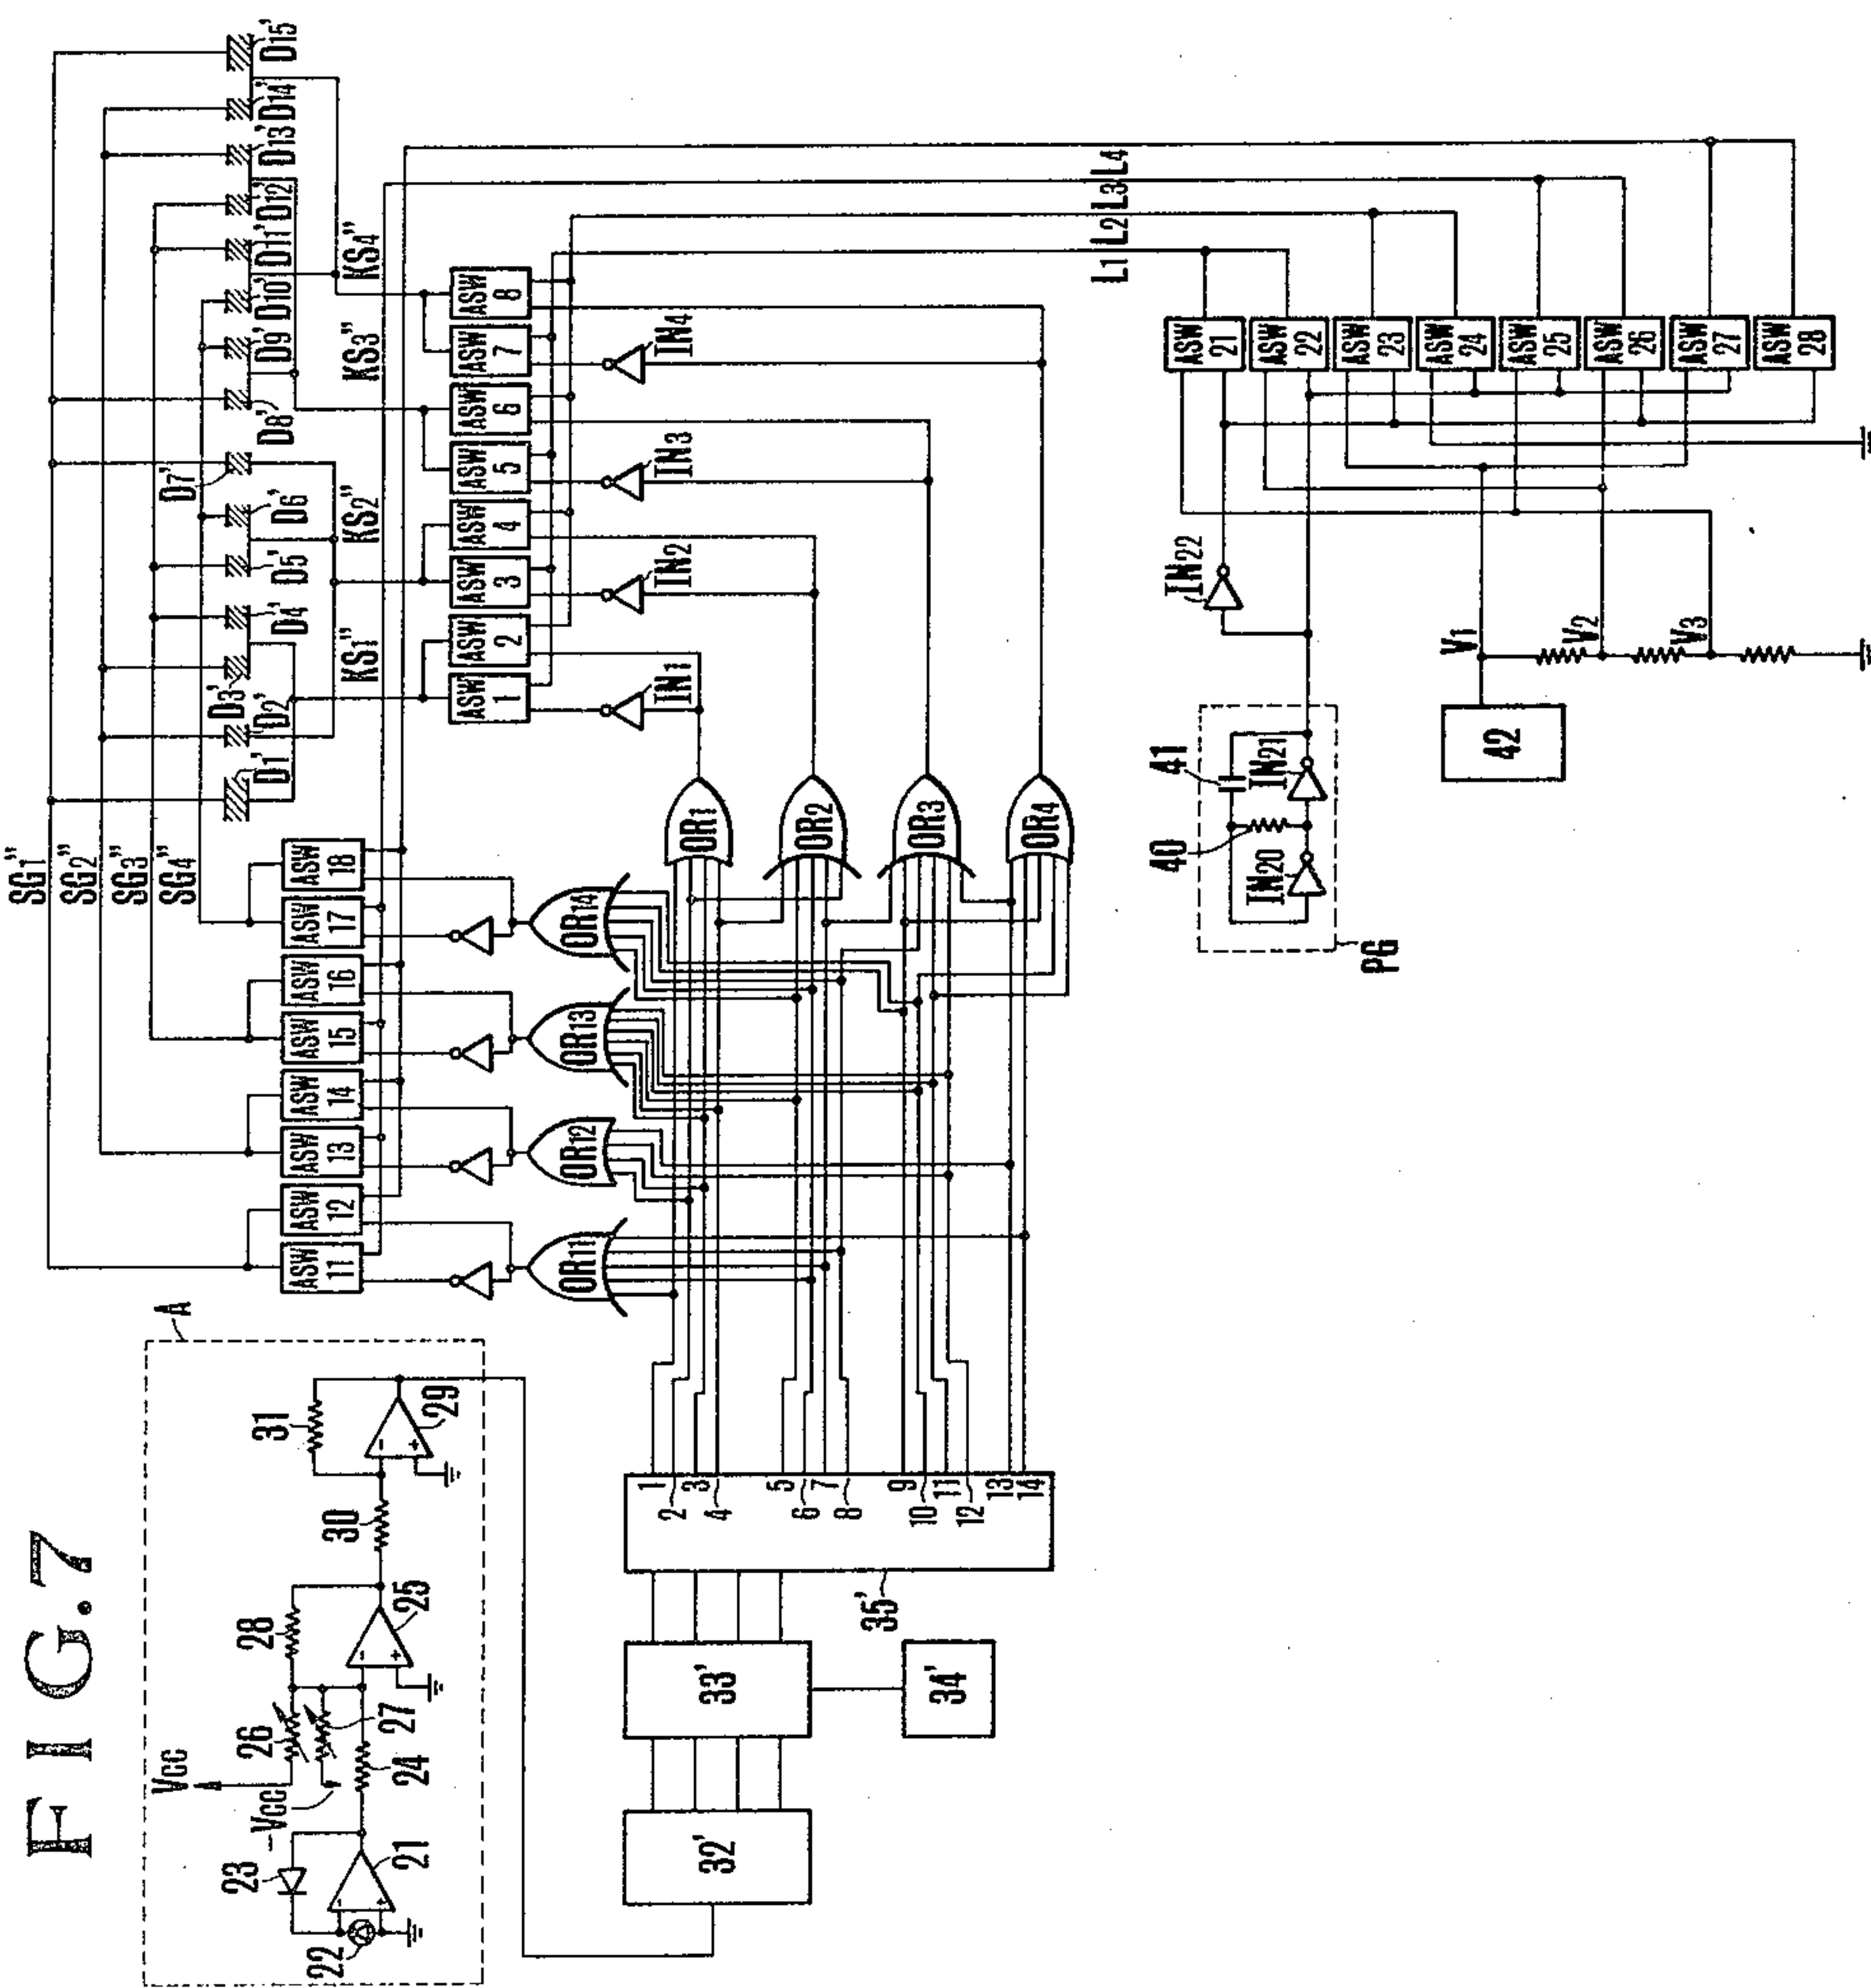 FIG.7
A
Vcc
-Vcc
22
23
21
24
26
27
28
25
30
31
29
32'
33'
34'
35'
1
2
3
4
5
6
7
8
9
10
11
12
13
14
OR11
OR12
OR13
OR14
OR1
OR2
OR3
OR4
ASW 11
ASW 12
ASW 13
ASW 14
ASW 15
ASW 16
ASW 17
ASW 18
SG1"
SG2"
SG3"
SG4"
D1'
D2'
D3'
D4'
D5'
D6'
D7'
D8'
D9'
D10'
D11'
D12'
D13'
D14'
D15'
KS1"
KS2"
KS3"
KS4"
ASW 1
ASW 2
ASW 3
ASW 4
ASW 5
ASW 6
ASW 7
ASW 8
IN1
IN2
IN3
IN4
L1
L2
L3
L4
PG
40
41
IN20
IN21
IN22
42
V1
V2
V3
ASW 21
ASW 22
ASW 23
ASW 24
ASW 25
ASW 26
ASW 27
ASW 28